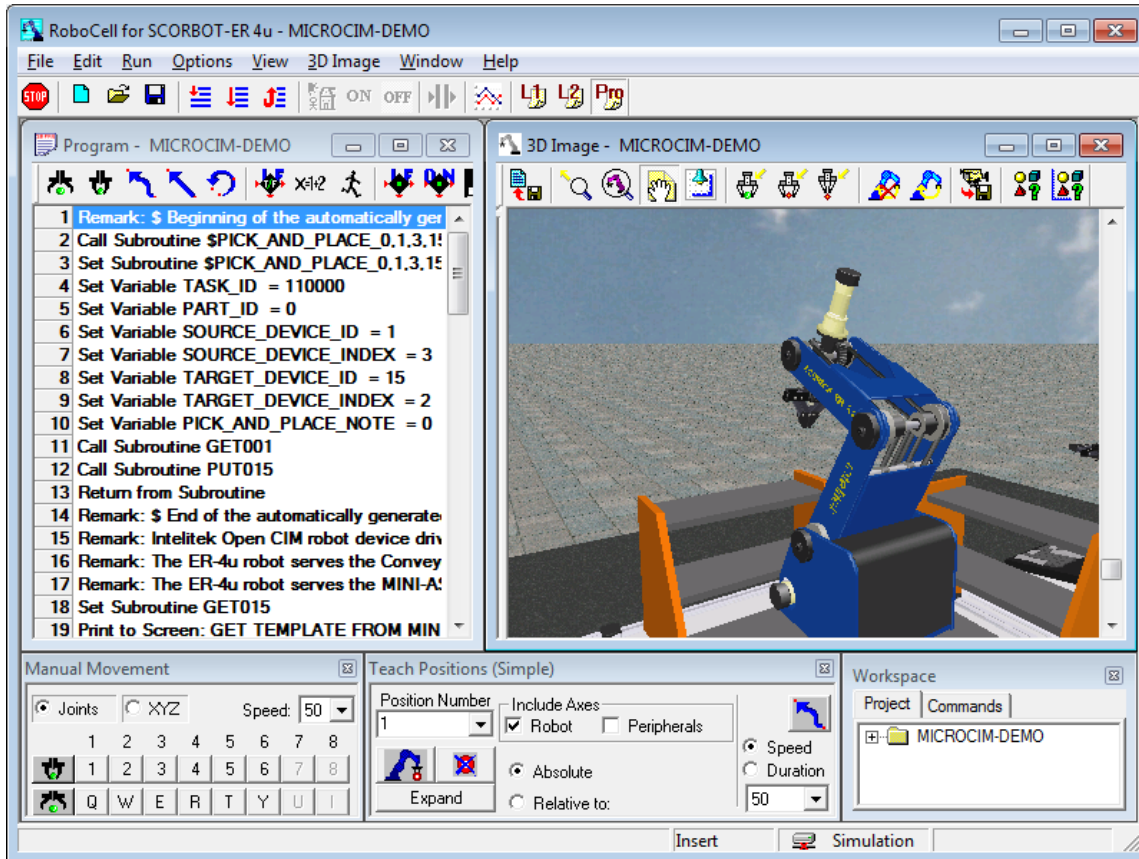 RoboCell for SCORBOT-ER 4u - MICROCIM-DEMO
File Edit Run Options View 3D Image Window Help
STOP ON OFF L1 L2 Prg
Program - MICROCIM-DEMO
X=1+2
1 Remark: $ Beginning of the automatically ger
2 Call Subroutine $PICK_AND_PLACE_0,1,3,15
3 Set Subroutine $PICK_AND_PLACE_0,1,3,15
4 Set Variable TASK_ID = 110000
5 Set Variable PART_ID = 0
6 Set Variable SOURCE_DEVICE_ID = 1
7 Set Variable SOURCE_DEVICE_INDEX = 3
8 Set Variable TARGET_DEVICE_ID = 15
9 Set Variable TARGET_DEVICE_INDEX = 2
10 Set Variable PICK_AND_PLACE_NOTE = 0
11 Call Subroutine GET001
12 Call Subroutine PUT015
13 Return from Subroutine
14 Remark: $ End of the automatically generated
15 Remark: Intelitek Open CIM robot device driv
16 Remark: The ER-4u robot serves the Convey
17 Remark: The ER-4u robot serves the MINI-AS
18 Set Subroutine GET015
19 Print to Screen: GET TEMPLATE FROM MIN
3D Image - MICROCIM-DEMO
Manual Movement
Joints XYZ Speed: 50
1 2 3 4 5 6 7 8
1 2 3 4 5 6 7 8
Q W E R T Y U I
Teach Positions (Simple)
Position Number
1
Expand
Include Axes
Robot Peripherals
Absolute
Relative to:
Speed
Duration
50
Workspace
Project Commands
MICROCIM-DEMO
Insert Simulation